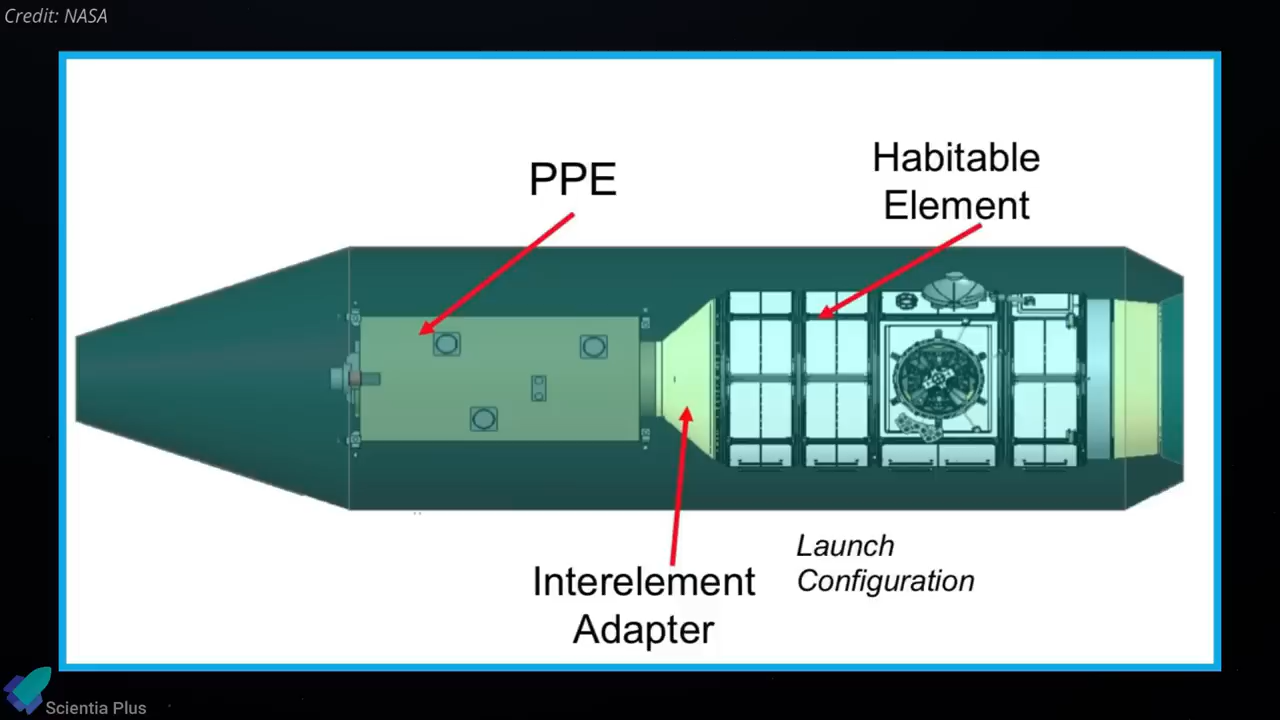 Credit: NASA
PPE
Habitable
Element
Interelement
Adapter
Launch
Configuration
Scientia Plus